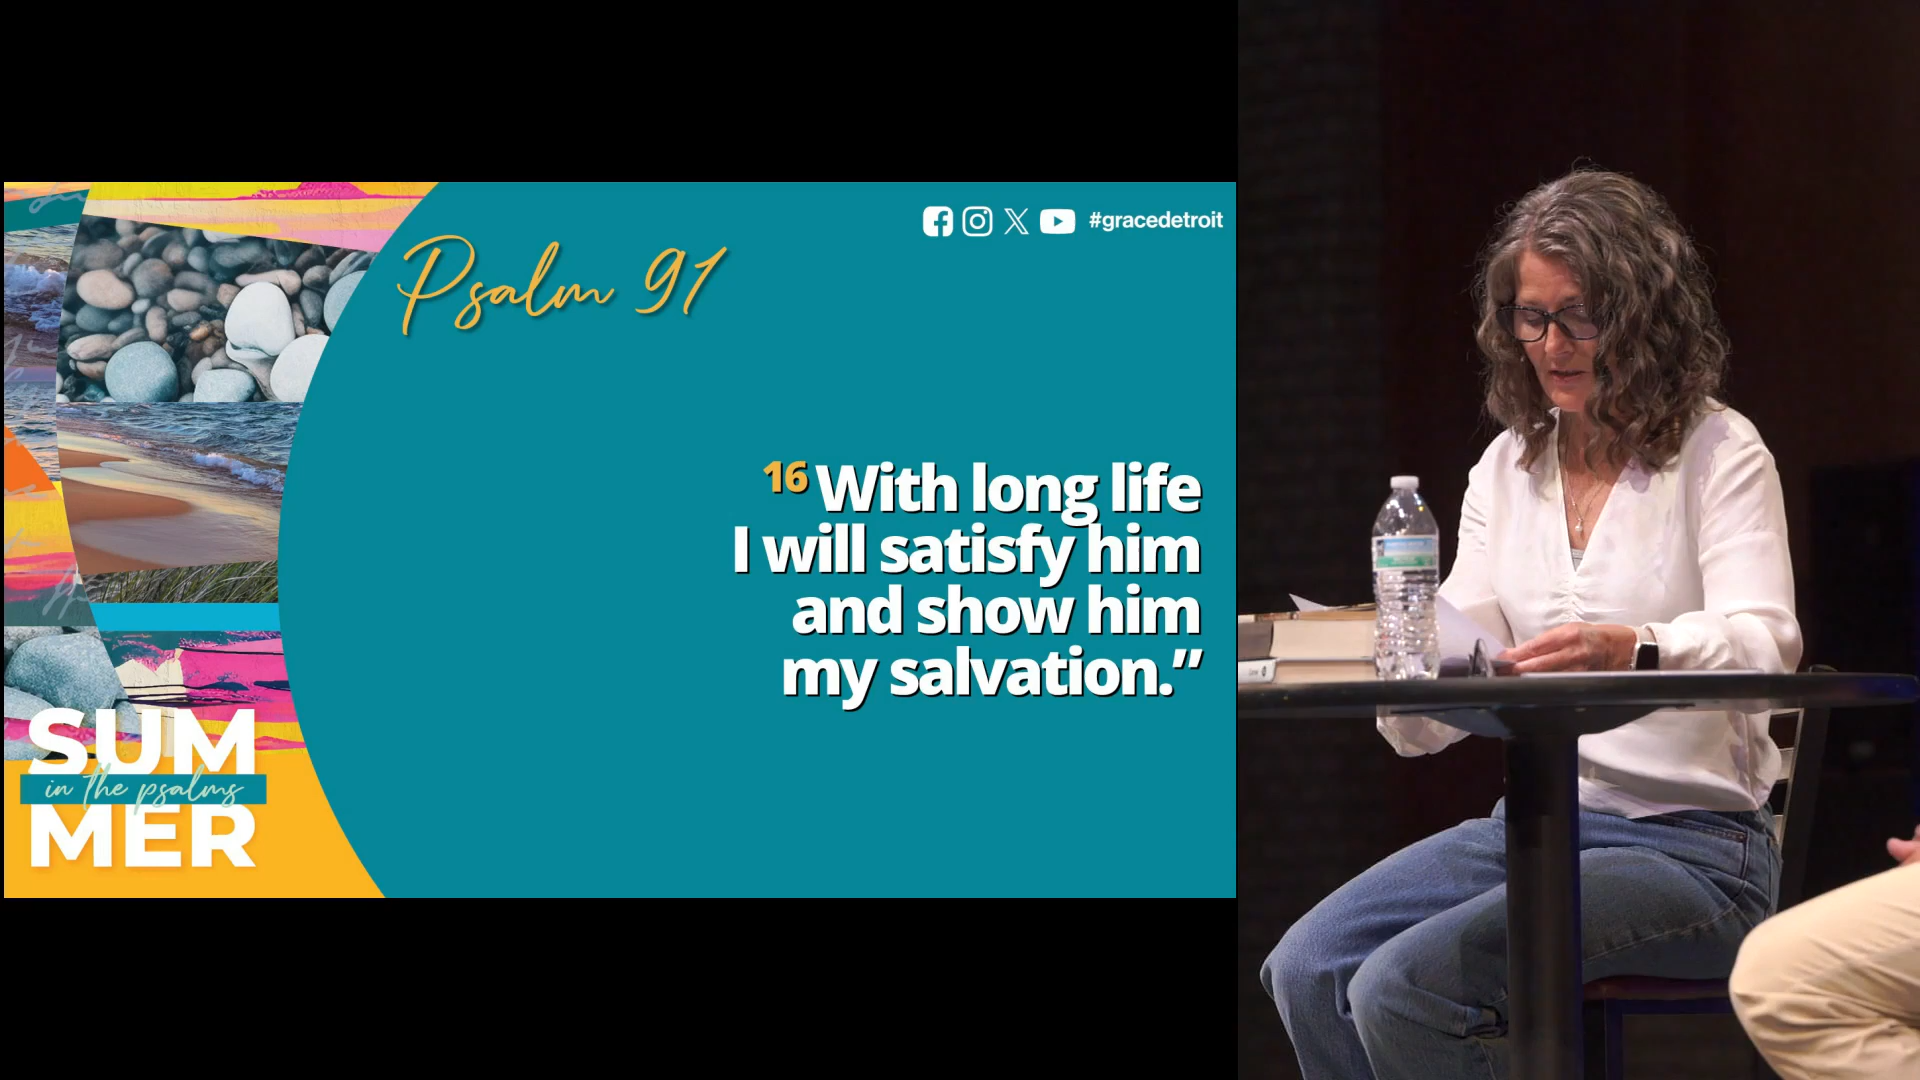 #gracedetroit
Psalm 91
16 With long life
I will satisfy him
and show him
my salvation.”
SUM
in the psalms
MER